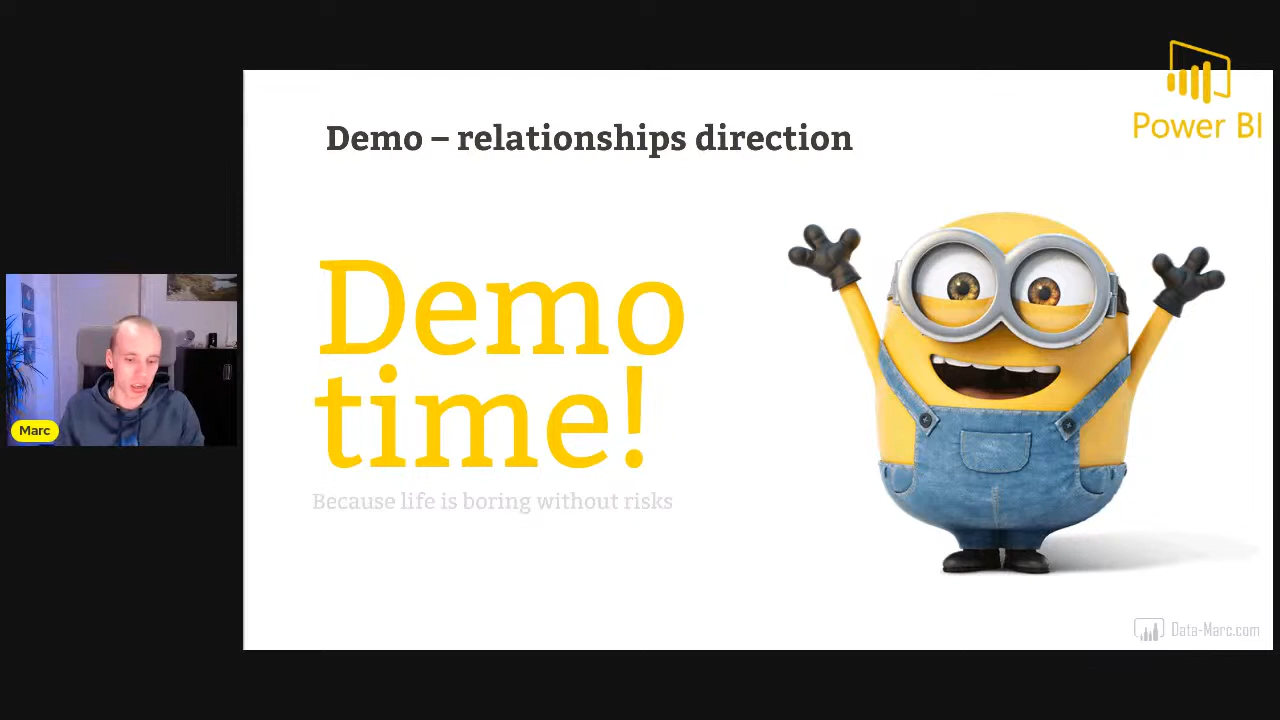 Power BI
Demo – relationships direction
Demo
time!
Because life is boring without risks
Marc
Data-Marc.com